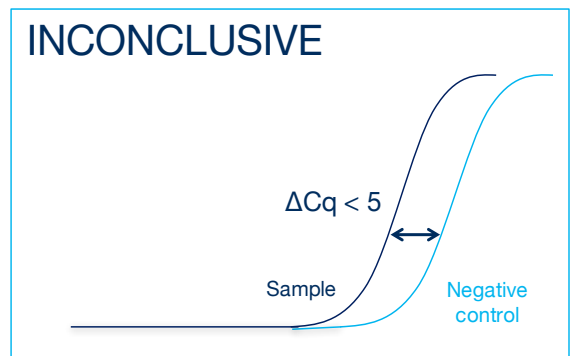 INCONCLUSIVE
ΔCq < 5
Sample
Negative
control